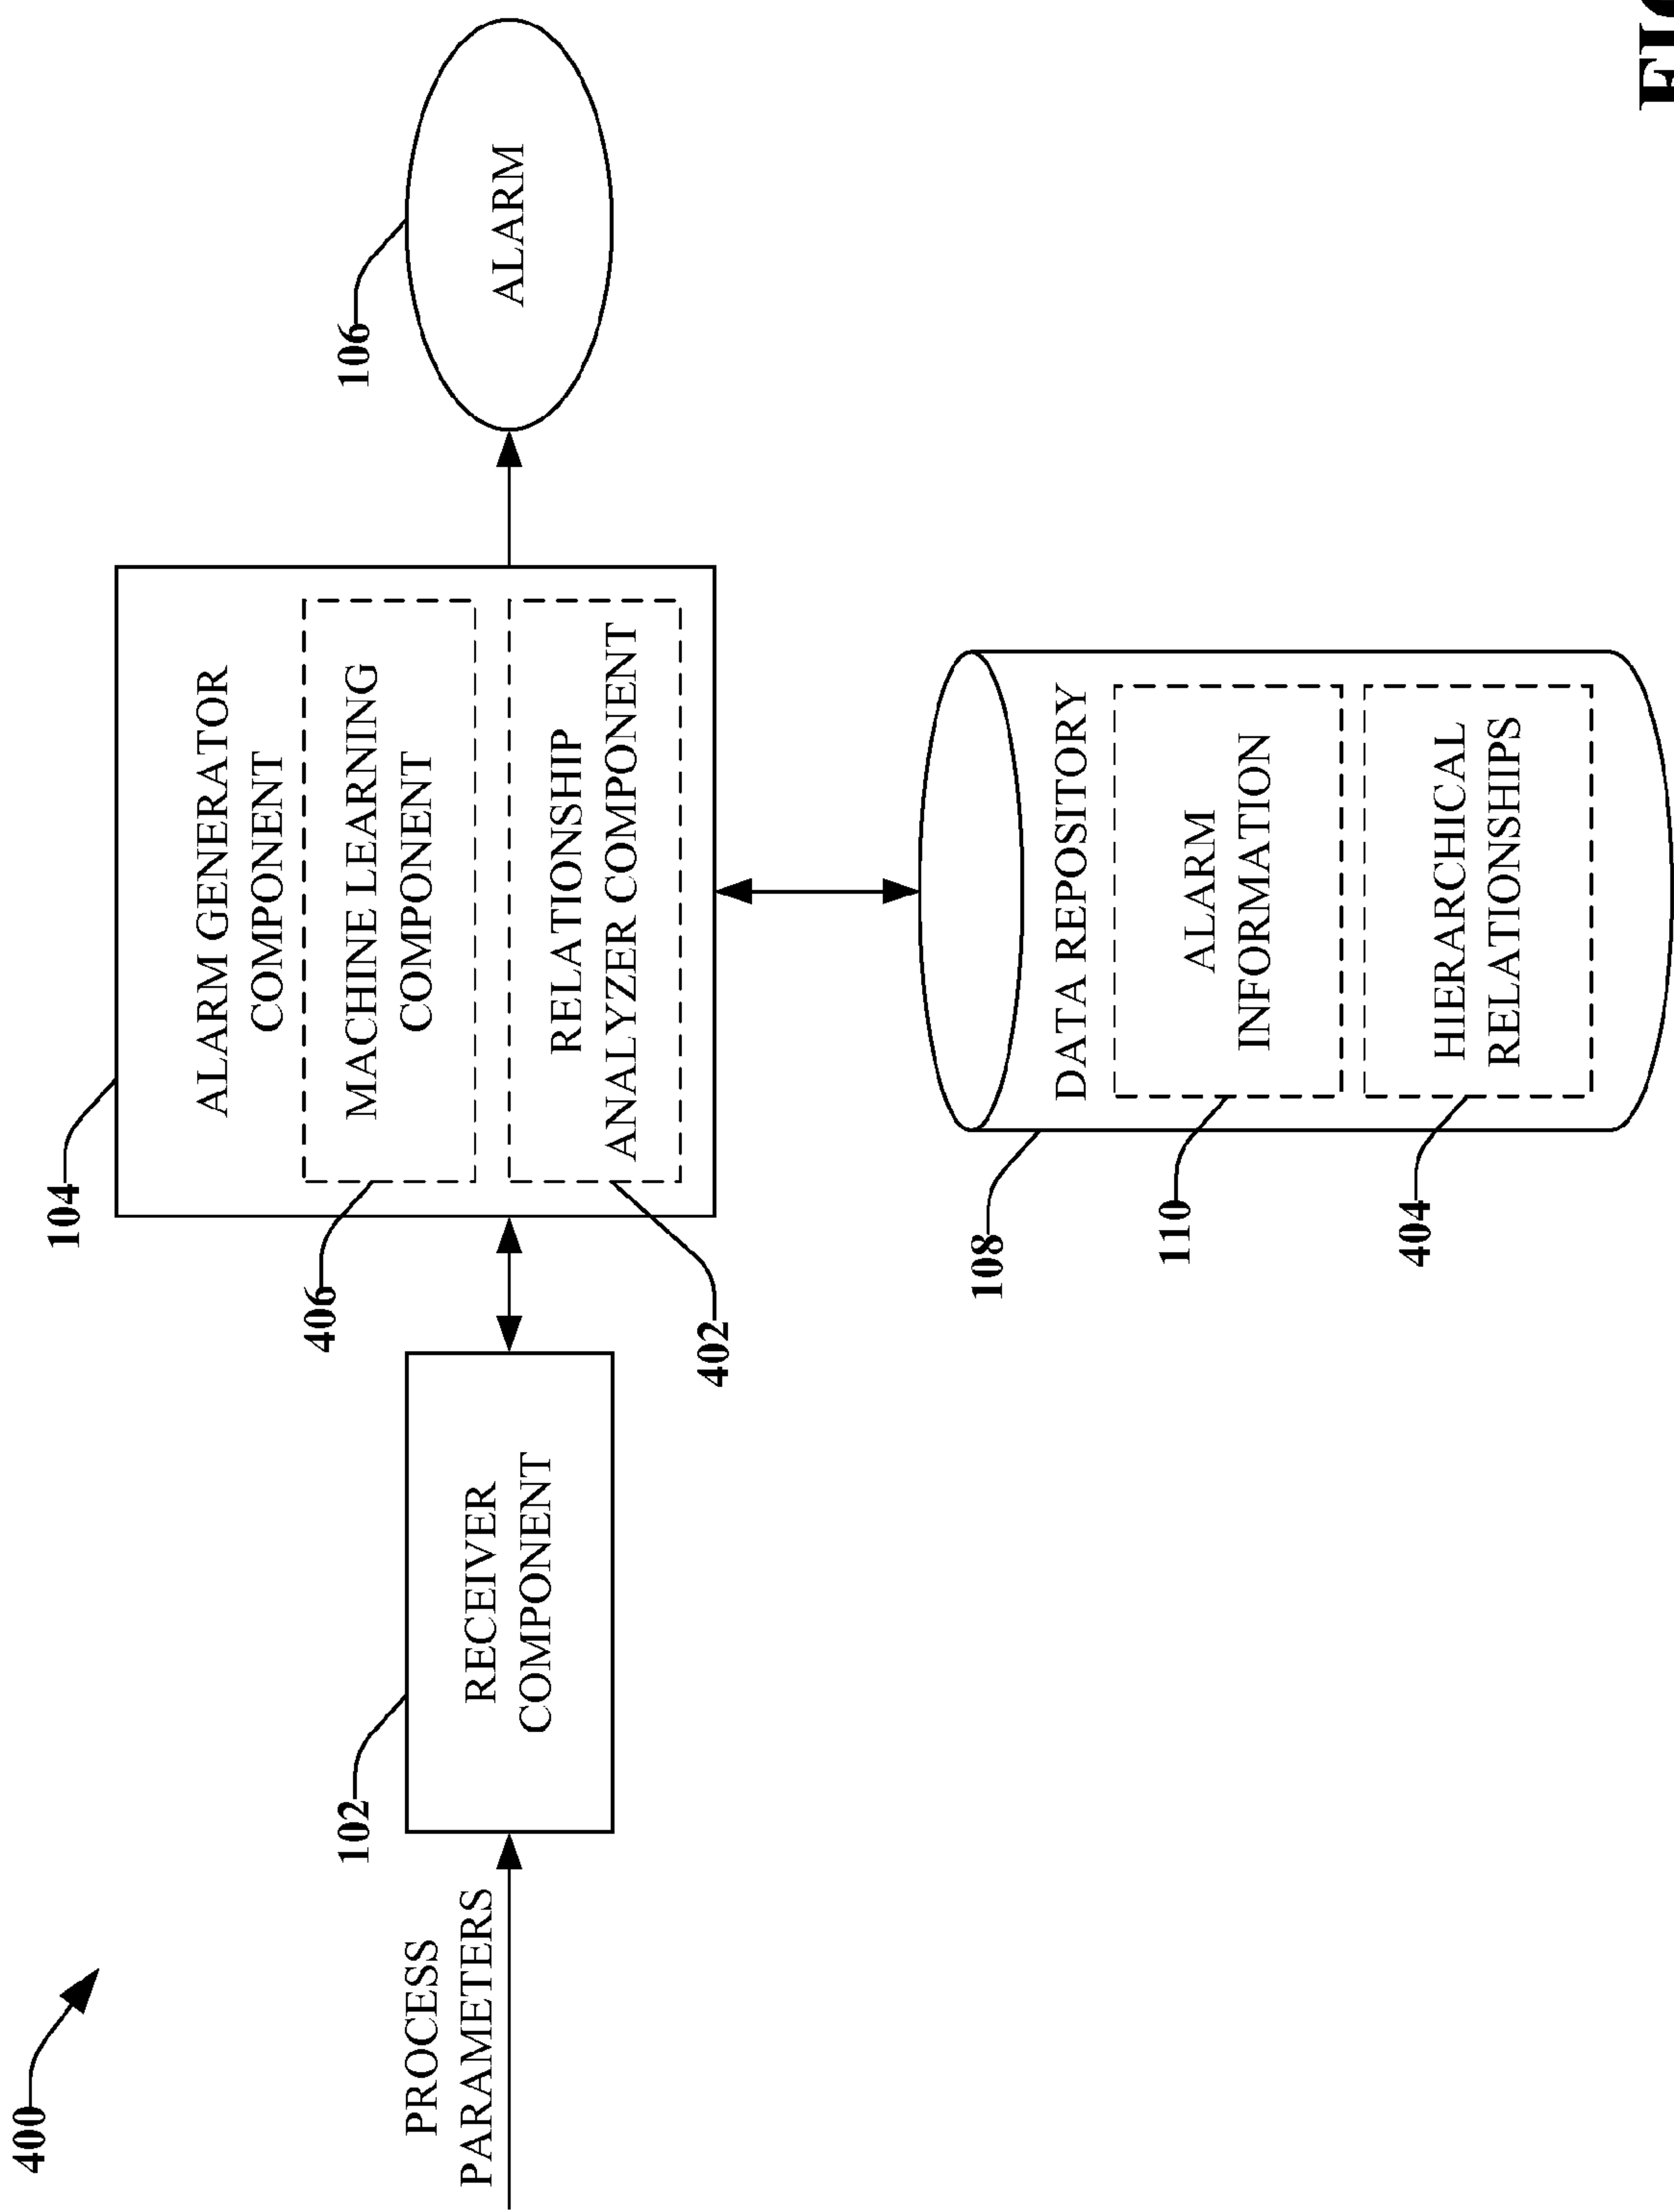 400
PROCESS
PARAMETERS
102
RECEIVER
COMPONENT
104
ALARM GENERATOR
COMPONENT
406
MACHINE LEARNING
COMPONENT
402
RELATIONSHIP
ANALYZER COMPONENT
106
ALARM
108
DATA REPOSITORY
110
ALARM
INFORMATION
404
HIERARCHICAL
RELATIONSHIPS